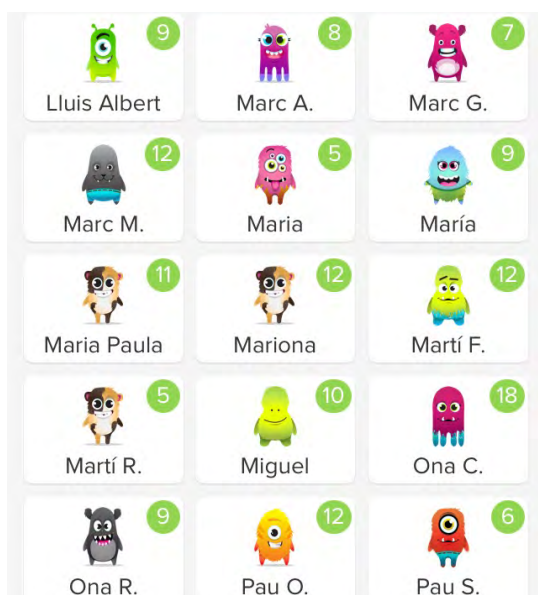 9 8 7
Lluis Albert Marc A. Marc G.
12 5 9
Marc M. Maria María
11 12 12
Maria Paula Mariona Martí F.
5 10 18
Martí R. Miguel Ona C.
9 12 6
Ona R. Pau O. Pau S.